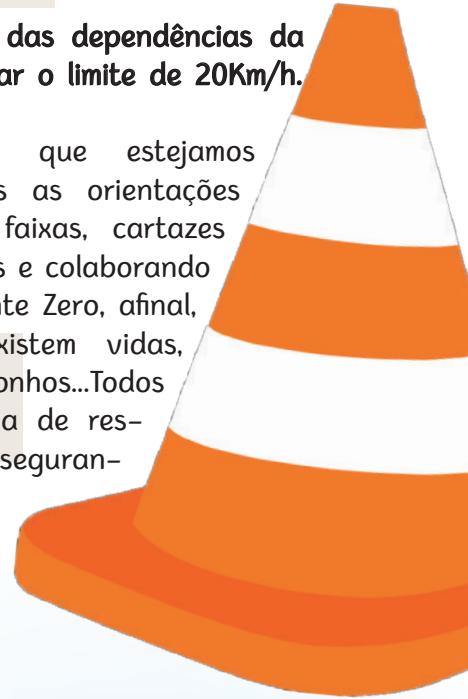 das dependências da
ar o limite de 20Km/h.
que estejamos
s as orientações
faixas, cartazes
s e colaborando
nte Zero, afinal,
xistem vidas,
onhos...Todos
a de res-
seguran-